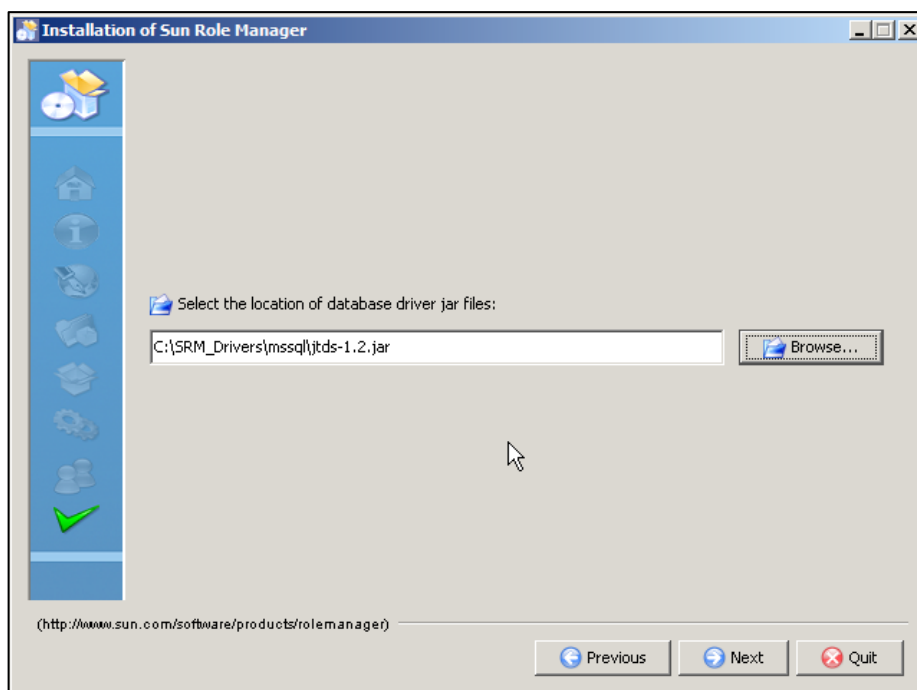 Installation of Sun Role Manager
Select the location of database driver jar files:
C:\SRM_Drivers\mssql\jtds-1.2.jar
Browse...
(http://www.sun.com/software/products/rolemanager)
Previous
Next
Quit